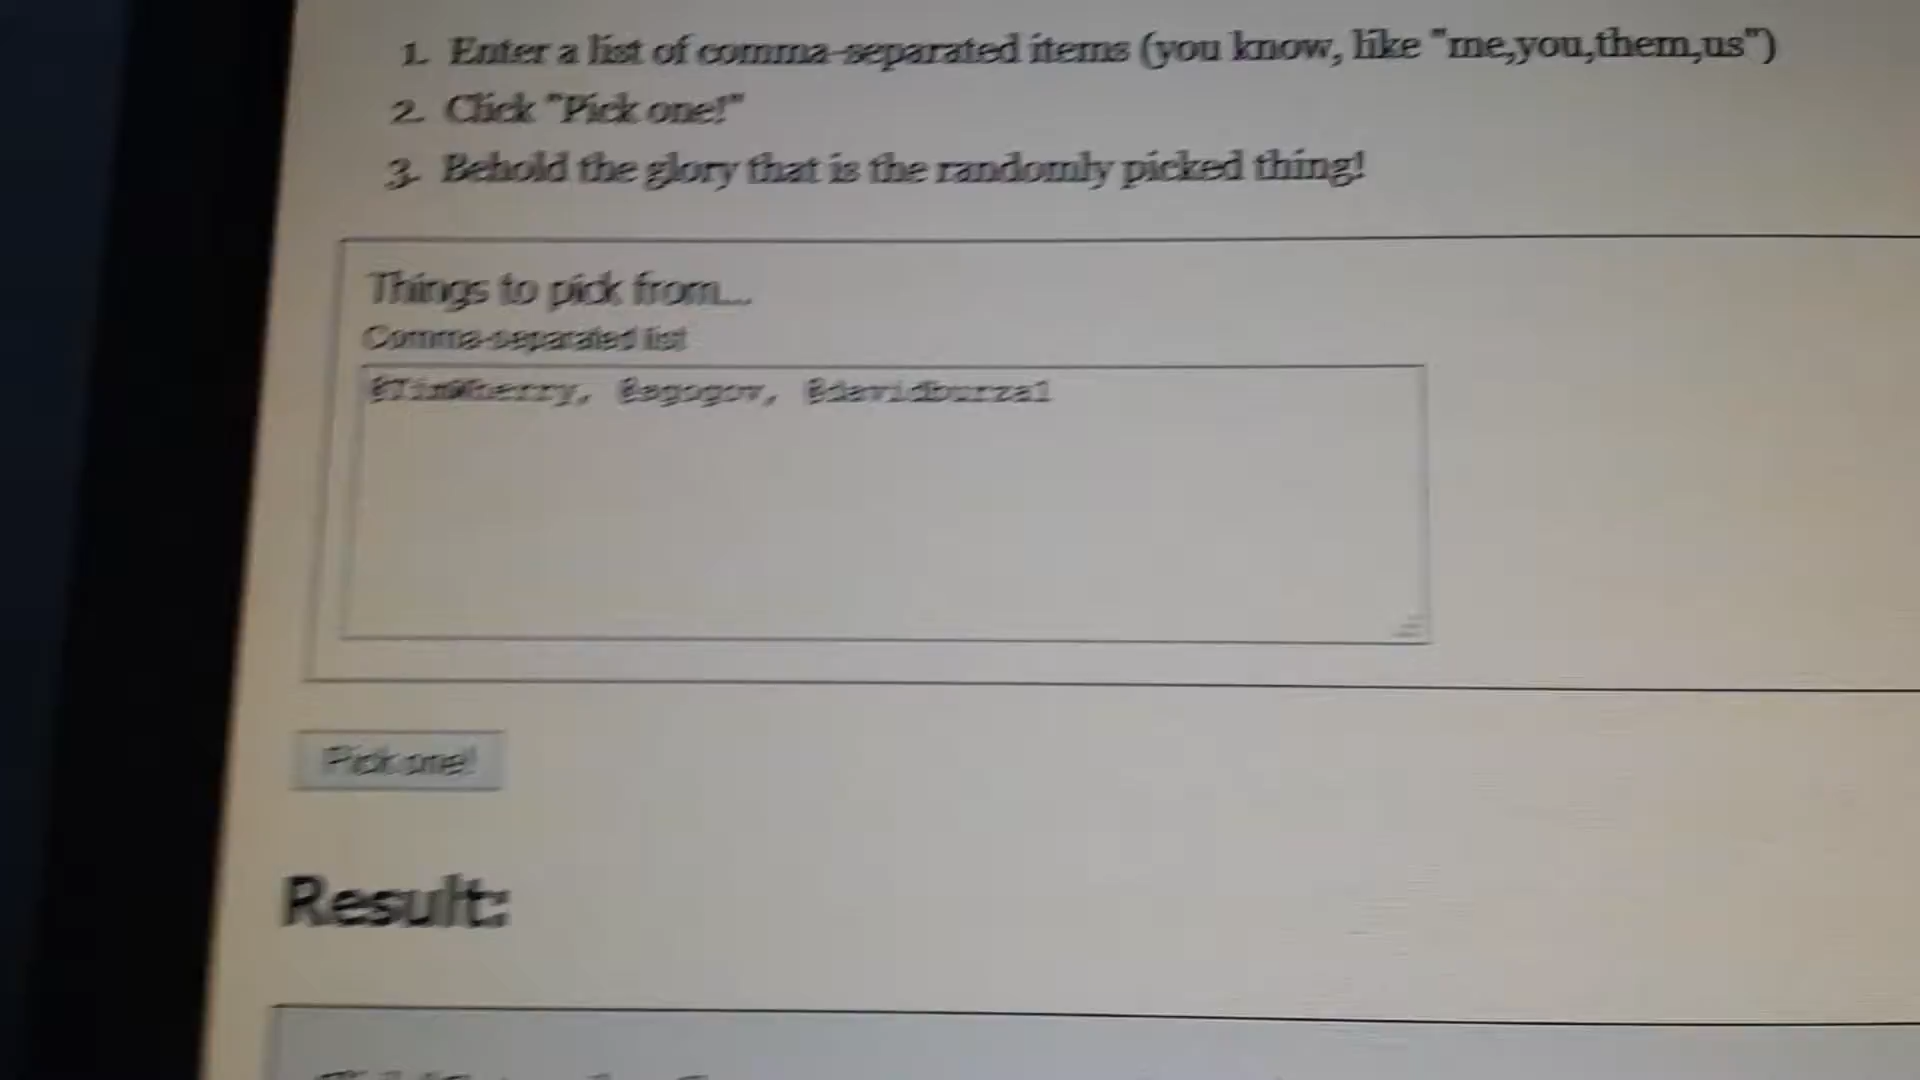 1. Enter a list of comma-separated items (you know, like "me,you,them,us")
2. Click "Pick one!"
3. Behold the glory that is the randomly picked thing!
Things to pick from...
Comma-separated list
@agogov, @davidburzal
Pick one!
Result: